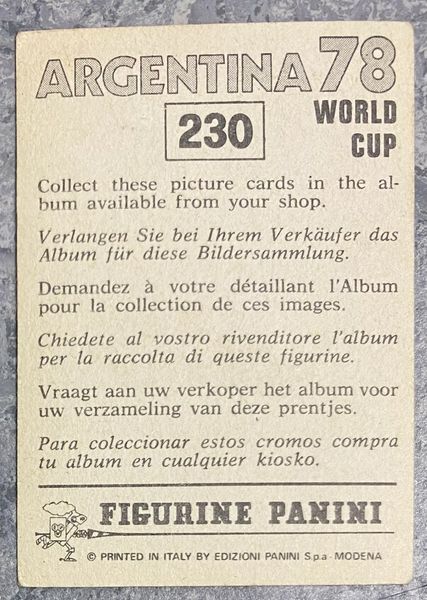 ARGENTINA 78
230
WORLD
CUP
Collect these picture cards in the al-
bum available from your shop.
Verlangen Sie bei Ihrem Verkäufer das
Album für diese Bildersammlung.
Demandez à votre détaillant l'Album
pour la collection de ces images.
Chiedete al vostro rivenditore l'album
per la raccolta di queste figurine.
Vraagt aan uw verkoper het album voor
uw verzameling van deze prentjes.
Para coleccionar estos cromos compra
tu album en cualquier kiosko.
FIGURINE PANINI
© PRINTED IN ITALY BY EDIZIONI PANINI S.p.a - MODENA